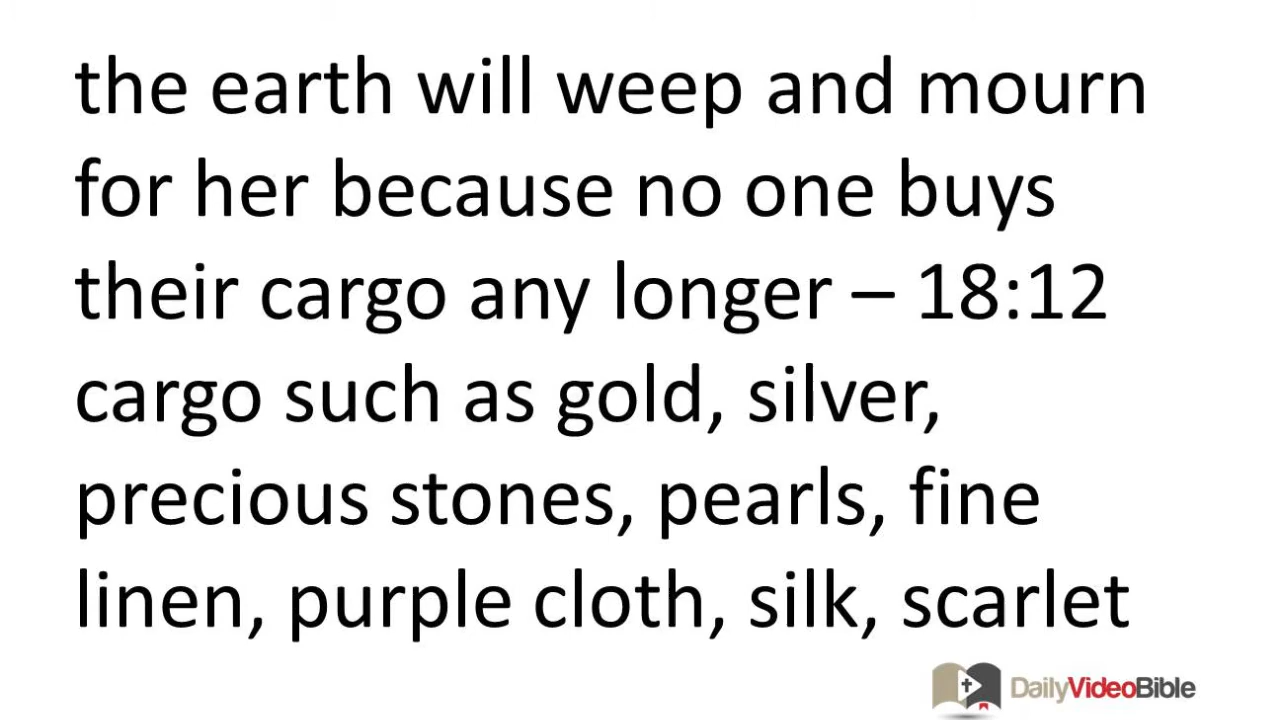 the earth will weep and mourn
for her because no one buys
their cargo any longer – 18:12
cargo such as gold, silver,
precious stones, pearls, fine
linen, purple cloth, silk, scarlet
DailyVideoBible